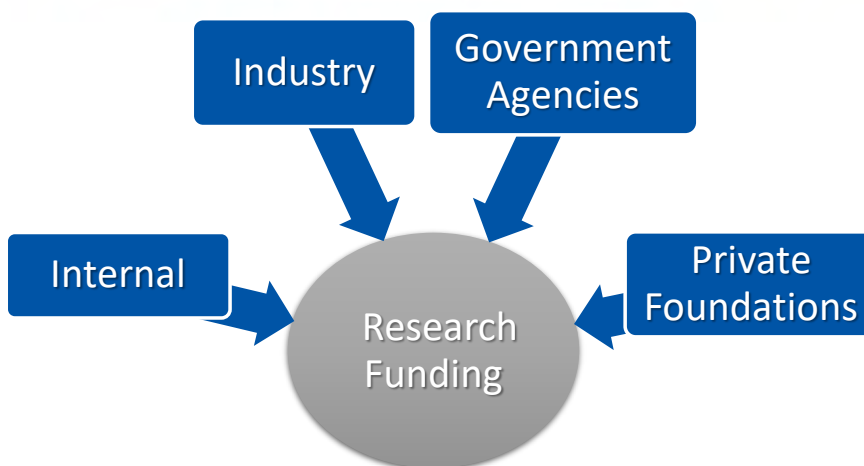 Industry
Government
Agencies
Internal
Private
Foundations
Research
Funding